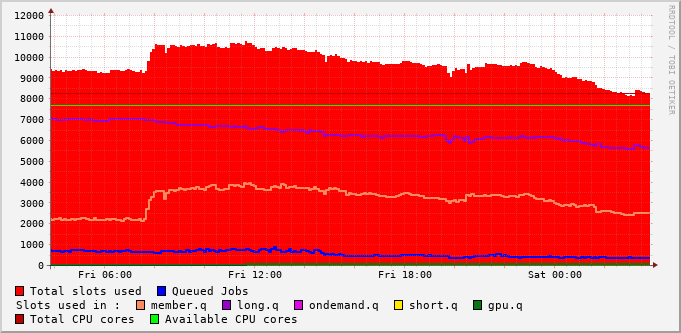 RRDTOOL / TOBI OETIKER
12000
11000
10000
9000
8000
7000
6000
5000
4000
3000
2000
1000
0
Fri 06:00 Fri 12:00 Fri 18:00 Sat 00:00
Total slots used Queued Jobs
Slots used in : member.q long.q ondemand.q short.q gpu.q
Total CPU cores Available CPU cores